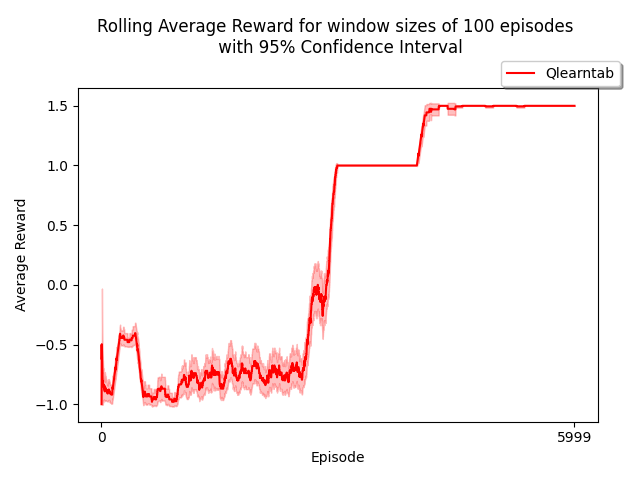 Rolling Average Reward for window sizes of 100 episodes
with 95% Confidence Interval
Qlearntab
1.5
1.0
0.5
0.0
−0.5
−1.0
Average Reward
0
5999
Episode